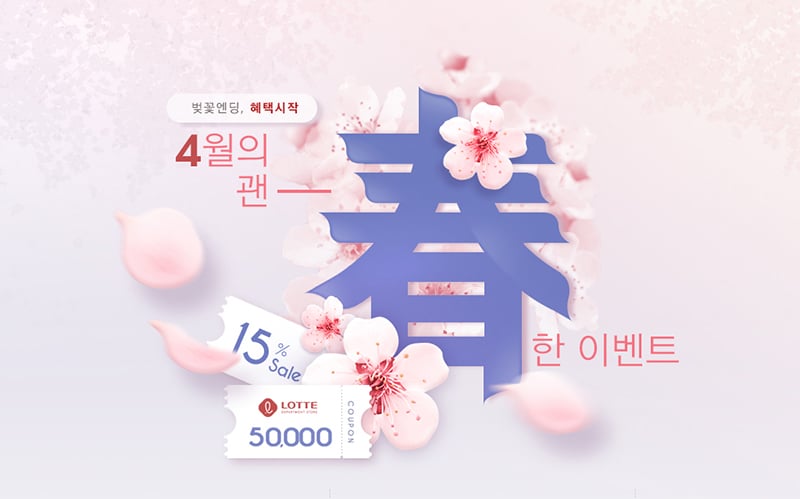 벚꽃엔딩, 혜택시작
4월의
괜一
春
한 이벤트
15% Sale
LOTTE
DEPARTMENT STORE
50,000
COUPON